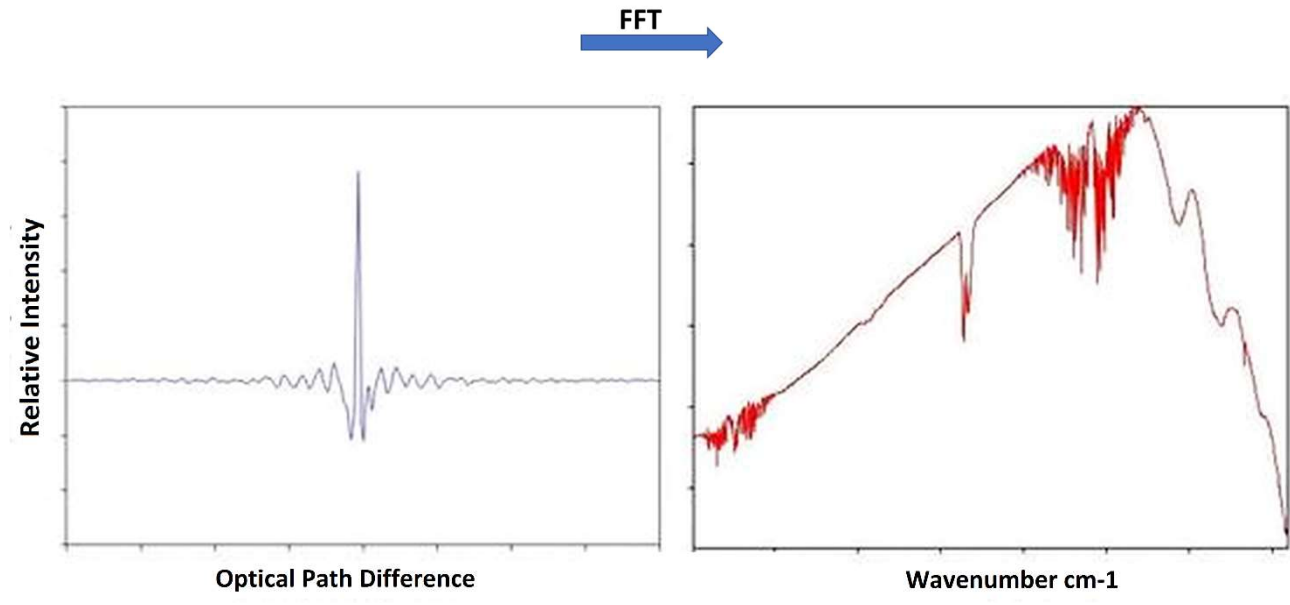 FFT
Relative Intensity
Optical Path Difference
Wavenumber cm-1